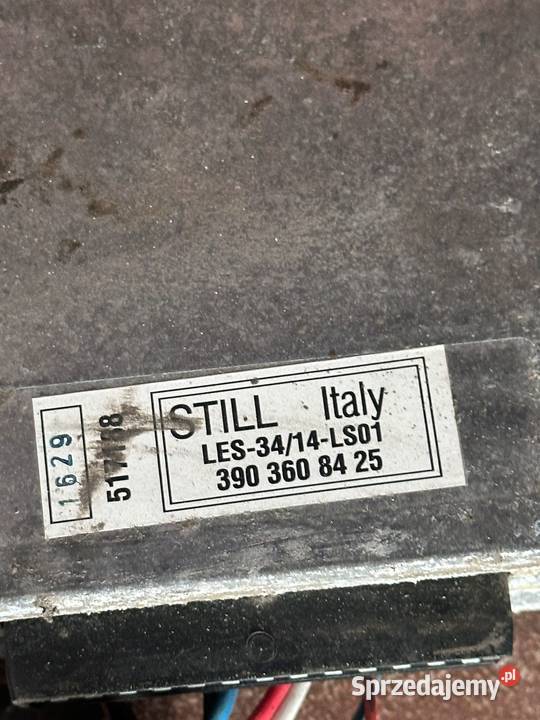 STILL Italy
LES-34/14-LS01
390 360 84 25
1629
Sprzedajemy.pl